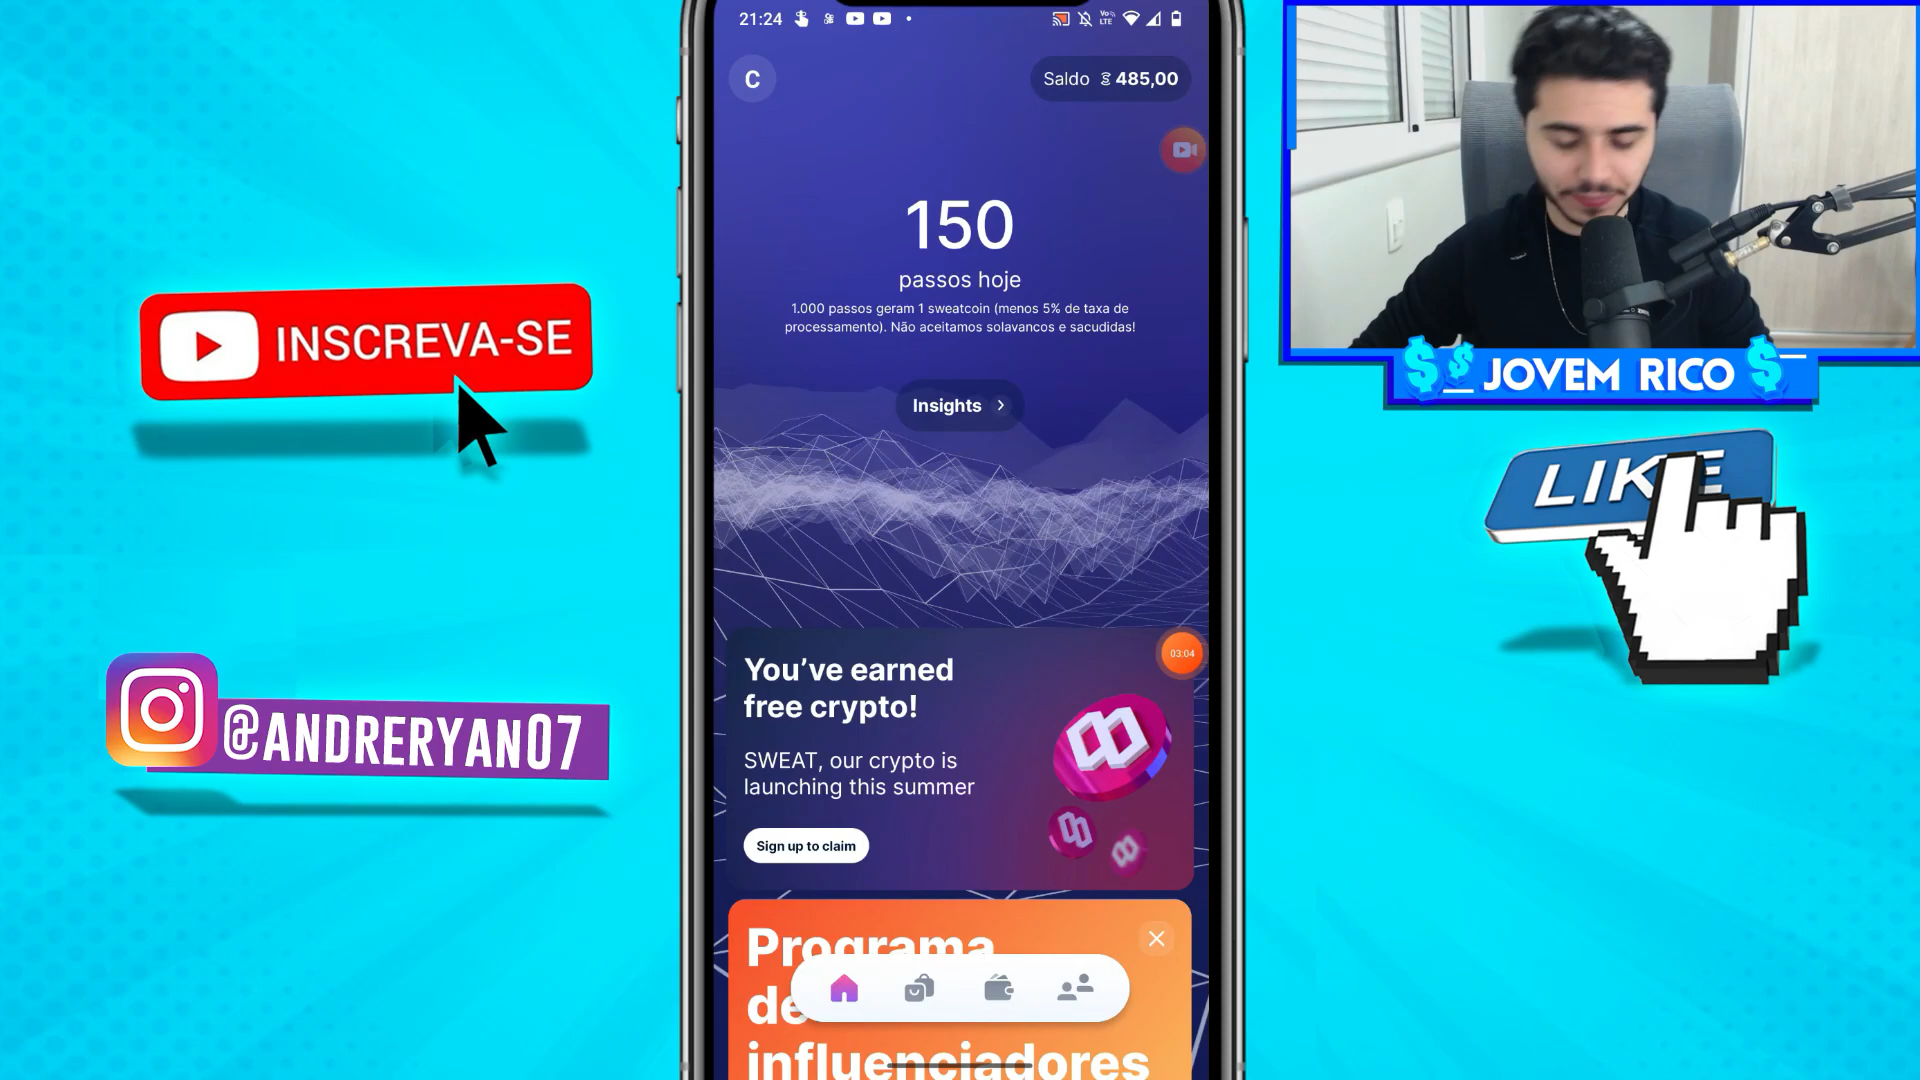 21:24
Vo
LTE
C
Saldo 485,00
150
passos hoje
1.000 passos geram 1 sweatcoin (menos 5% de taxa de
processamento). Não aceitamos solavancos e sacudidas!
Insights
You’ve earned
free crypto!
03:04
SWEAT, our crypto is
launching this summer
Sign up to claim
Programa
de
influenciadores
INSCREVA-SE
@ANDRERYAN07
$ $ JOVEM RICO $
LIKE